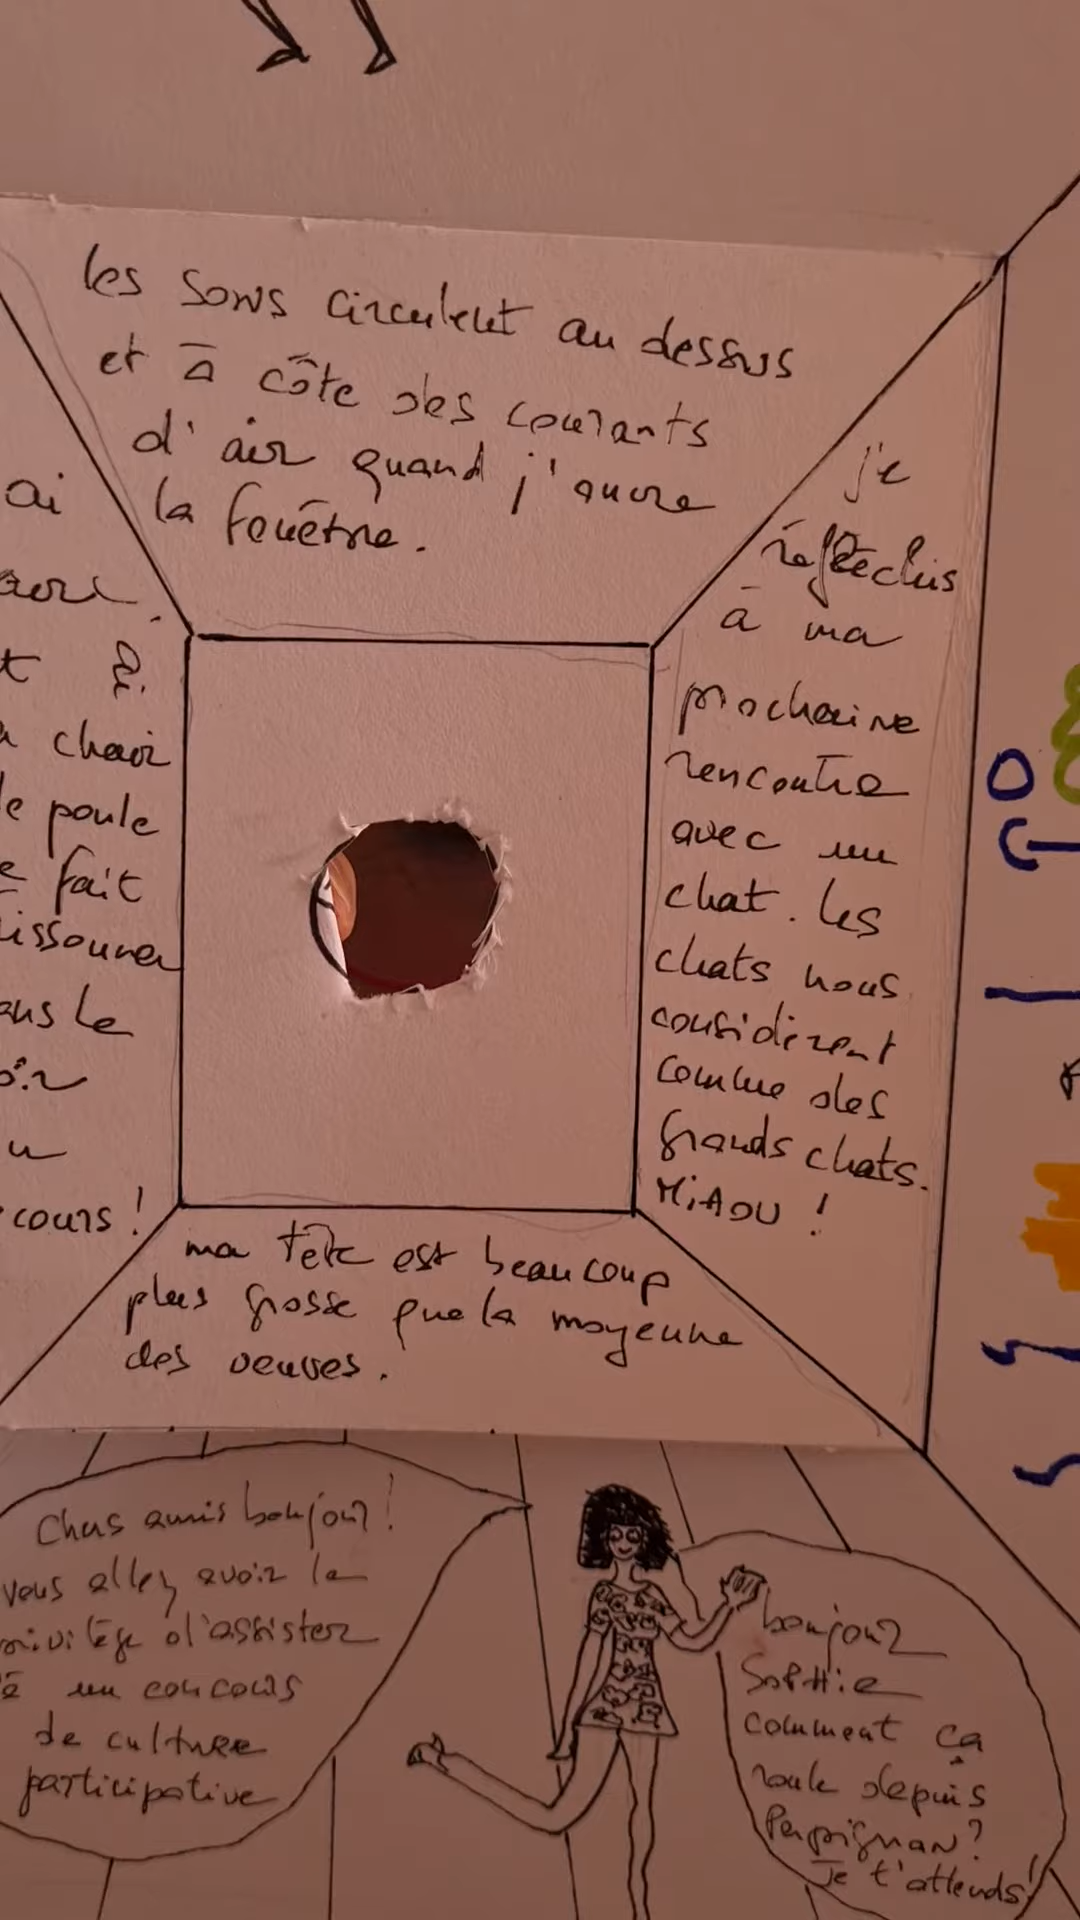 les sons circulent au dessus
et à côté des courants
d'air quand j'ouvre
la fenêtre.
ai
t
chair
de poule
fait
ans le
cours !
je
réfléchis
à ma
prochaine
rencontre
avec un
chat. les
chats nous
considèrent
comme des
grands chats.
MiAOU !
ma tête est beaucoup
plus grosse que la moyenne
des veuves.
Chers amis bonjour !
vous allez avoir le
privilège d'assister
à un concours
de culture
participative
bonjour
Sophie
comment ça
roule depuis
Perpignan ?
Je t'attends !